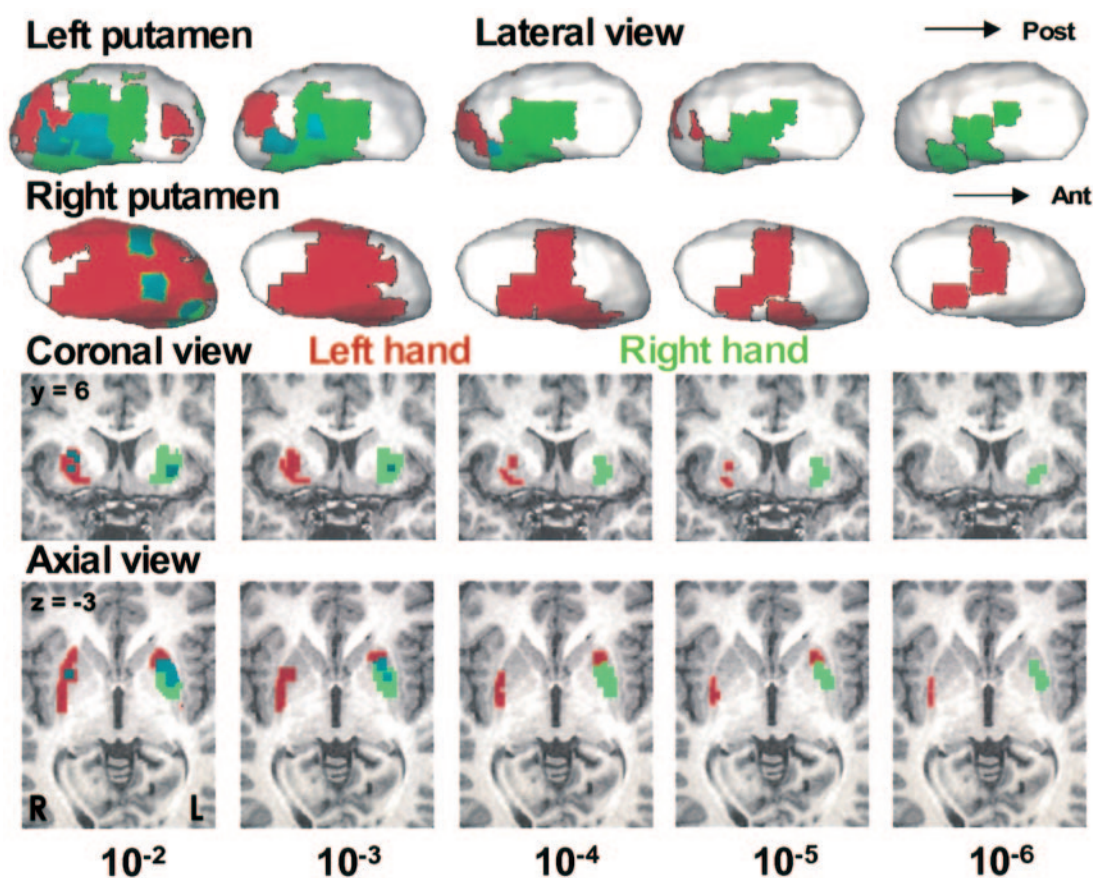 Left putamen Lateral view → Post
Right putamen → Ant
Coronal view Left hand Right hand
y = 6
Axial view
z = -3
R L
10-2 10-3 10-4 10-5 10-6